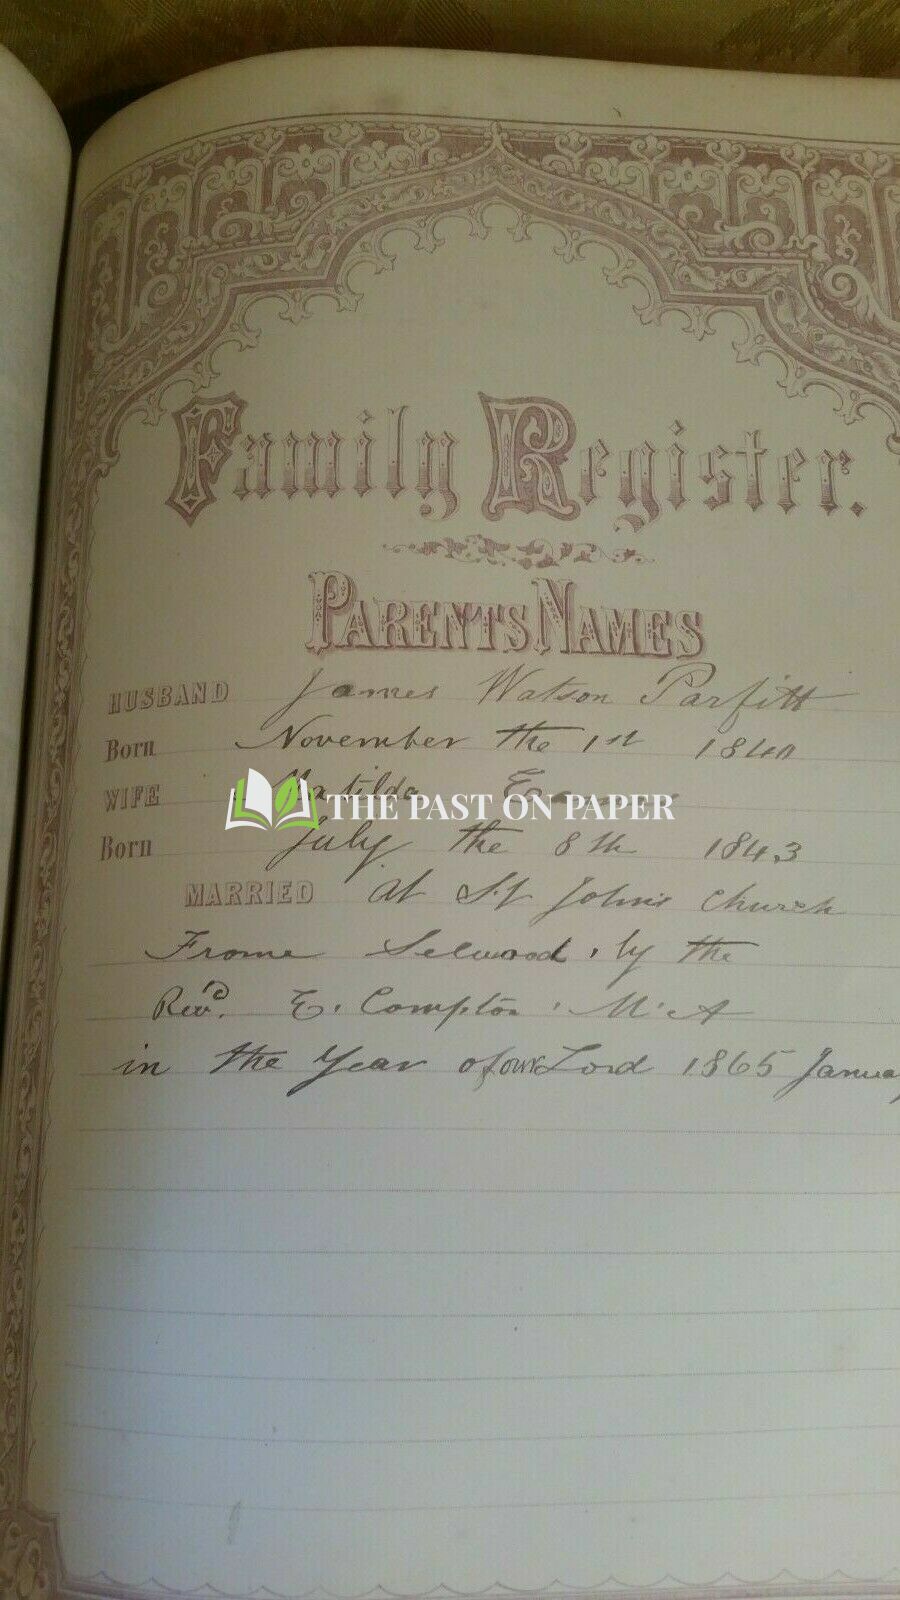 Family Register.
PARENTS NAMES
HUSBAND James Watson Parfitt
Born November the 1st 1840
WIFE Matilda
THE PAST ON PAPER
Born July the 8th 1843
MARRIED at St John's Church
Frome Selwood, by the
Revd. E. Compton. M. A
in the Year of our Lord 1865 Janua